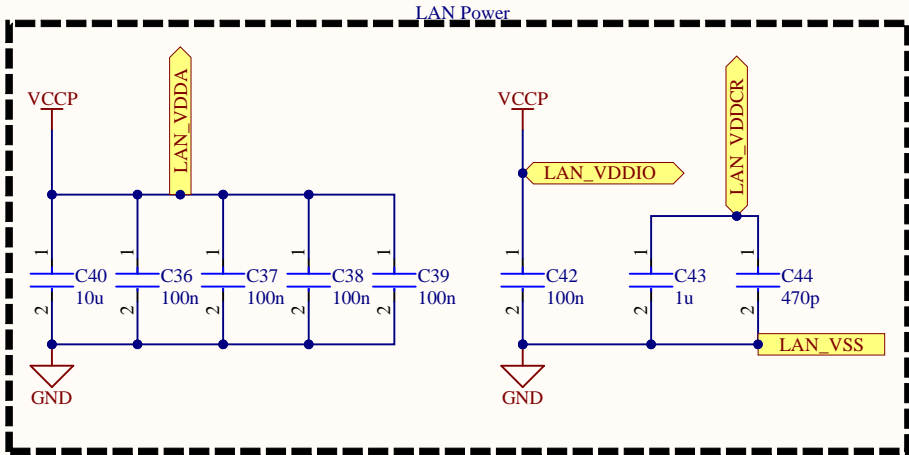 LAN Power
VCCP
LAN_VDDA
1
2
C40
10u
1
2
C36
100n
1
2
C37
100n
1
2
C38
100n
1
2
C39
100n
GND
VCCP
LAN_VDDIO
LAN_VDDCR
1
2
C42
100n
1
2
C43
1u
1
2
C44
470p
LAN_VSS
GND